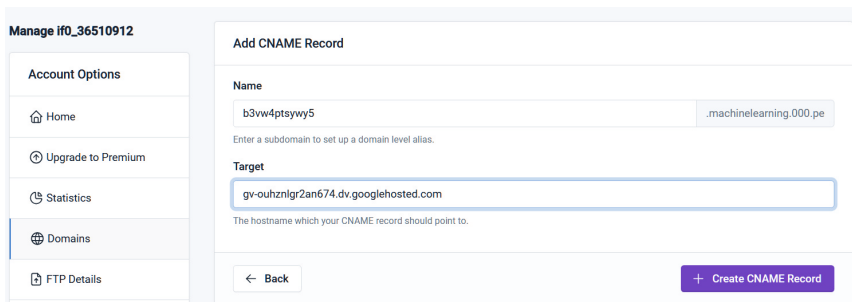 Manage if0_36510912
Account Options
Home
Upgrade to Premium
Statistics
Domains
FTP Details
Add CNAME Record
Name
b3vw4ptsywy5 .machinelearning.000.pe
Enter a subdomain to set up a domain level alias.
Target
gv-ouhznlgr2an674.dv.googlehosted.com
The hostname which your CNAME record should point to.
← Back + Create CNAME Record